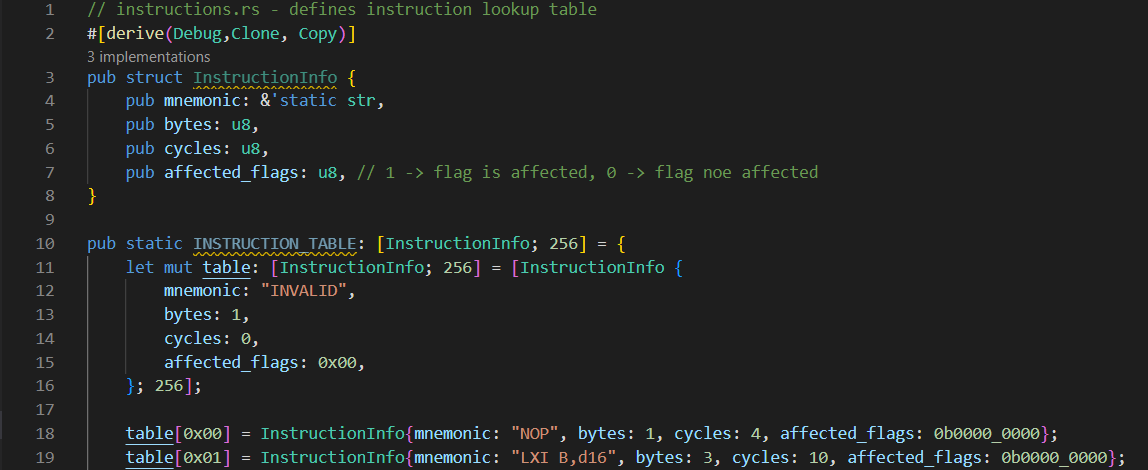 1 // instructions.rs - defines instruction lookup table
2 #[derive(Debug,Clone, Copy)]
3 implementations
3 pub struct InstructionInfo {
4 pub mnemonic: &'static str,
5 pub bytes: u8,
6 pub cycles: u8,
7 pub affected_flags: u8, // 1 -> flag is affected, 0 -> flag noe affected
8 }
9
10 pub static INSTRUCTION_TABLE: [InstructionInfo; 256] = {
11 let mut table: [InstructionInfo; 256] = [InstructionInfo {
12 mnemonic: "INVALID",
13 bytes: 1,
14 cycles: 0,
15 affected_flags: 0x00,
16 }; 256];
17
18 table[0x00] = InstructionInfo{mnemonic: "NOP", bytes: 1, cycles: 4, affected_flags: 0b0000_0000};
19 table[0x01] = InstructionInfo{mnemonic: "LXI B,d16", bytes: 3, cycles: 10, affected_flags: 0b0000_0000};